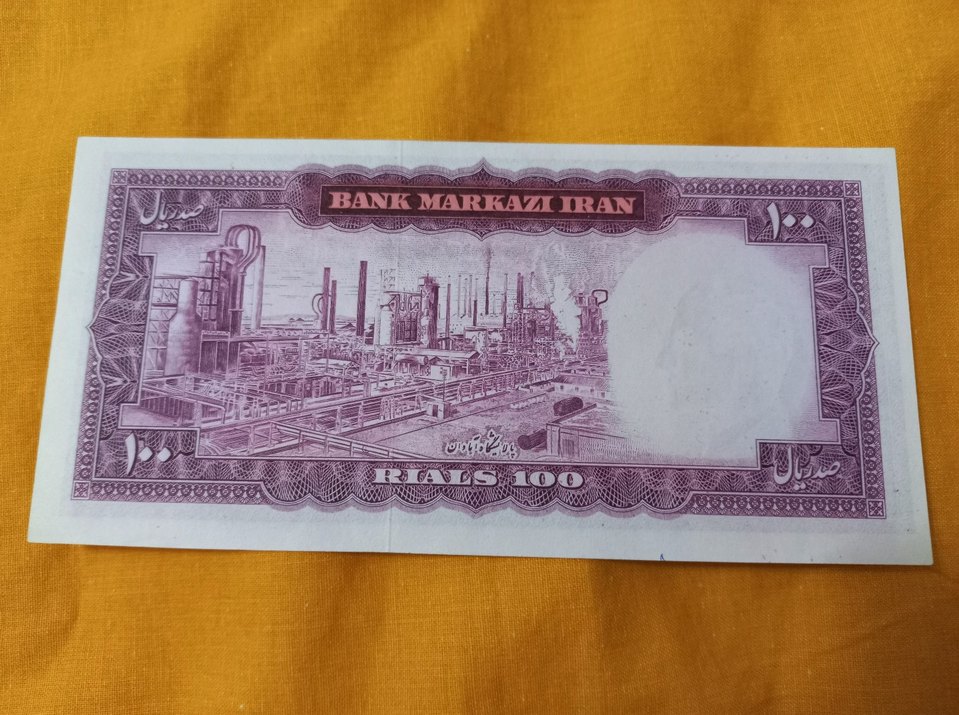 BANK MARKAZI IRAN
صد ریال
۱۰۰
پالایشگاه آبادان
۱۰۰
RIALS 100
صد ریال